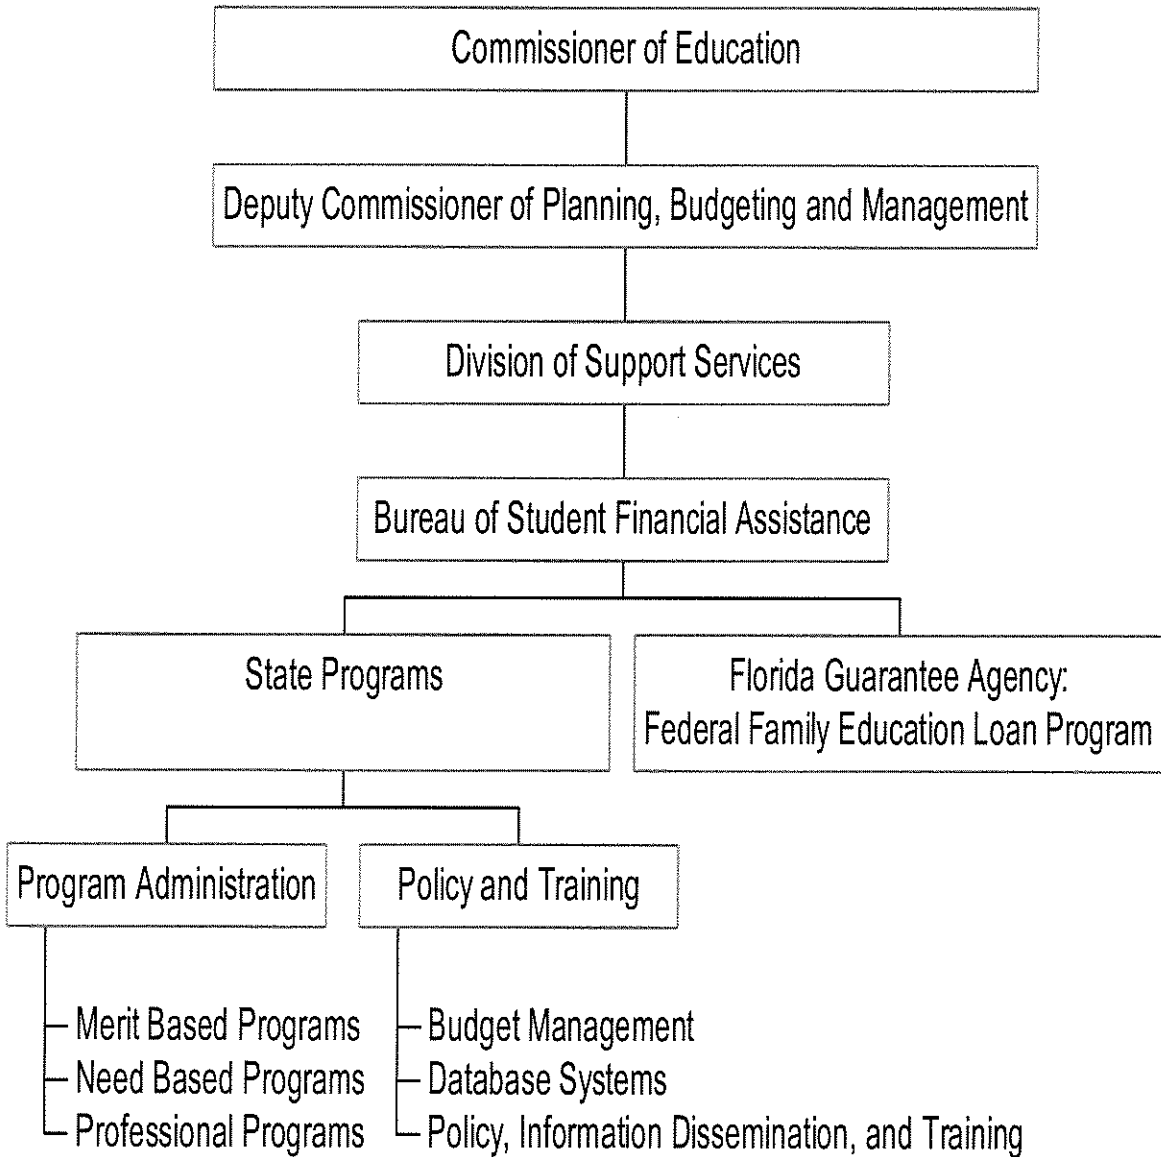 Commissioner of Education
Deputy Commissioner of Planning, Budgeting and Management
Division of Support Services
Bureau of Student Financial Assistance
State Programs
Florida Guarantee Agency:
Federal Family Education Loan Program
Program Administration
Policy and Training
Merit Based Programs
Need Based Programs
Professional Programs
Budget Management
Database Systems
Policy, Information Dissemination, and Training